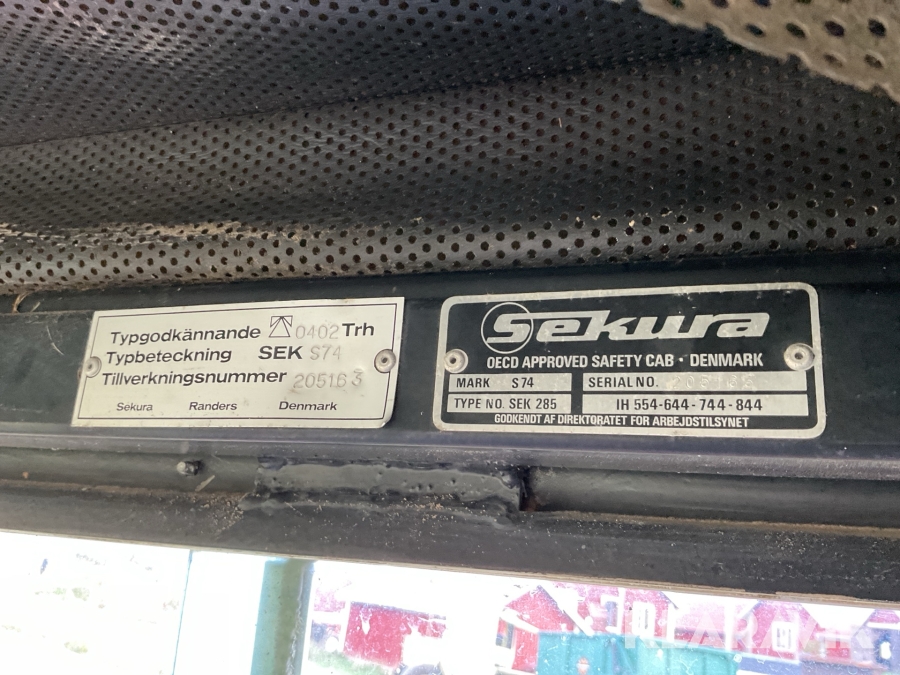 Typgodkännande 0402 Trh
Typbeteckning SEK S74
Tillverkningsnummer 205163
Sekura Randers Denmark
Sekura
OECD APPROVED SAFETY CAB · DENMARK
MARK S74 SERIAL NO.
TYPE NO. SEK 285 IH 554-644-744-844
GODKENDT AF DIREKTORATET FOR ARBEJDSTILSYNET